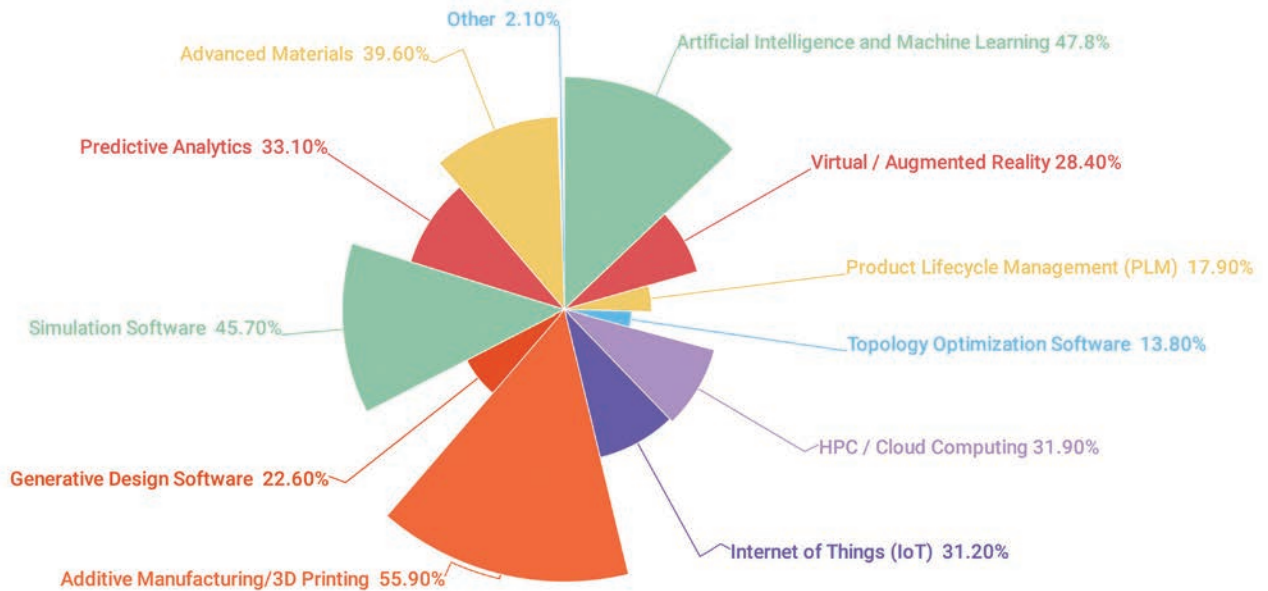 Other 2.10%
Artificial Intelligence and Machine Learning 47.8%
Advanced Materials 39.60%
Predictive Analytics 33.10%
Virtual / Augmented Reality 28.40%
Product Lifecycle Management (PLM) 17.90%
Simulation Software 45.70%
Topology Optimization Software 13.80%
HPC / Cloud Computing 31.90%
Generative Design Software 22.60%
Internet of Things (IoT) 31.20%
Additive Manufacturing/3D Printing 55.90%